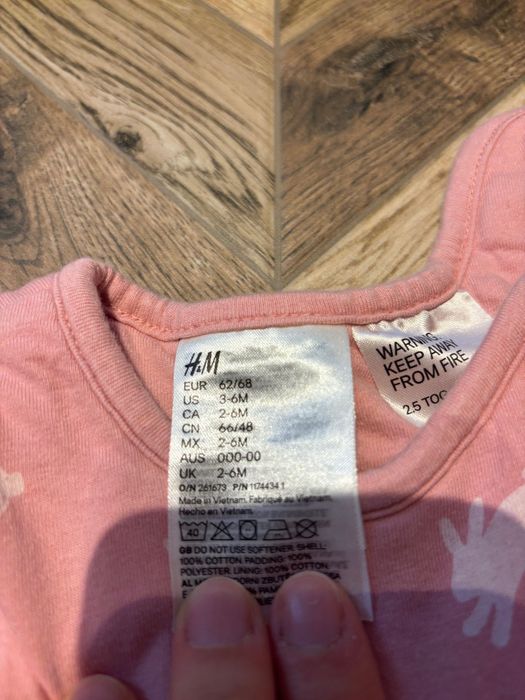 H&M
EUR 62/68
US 3-6M
CA 2-6M
CN 66/48
MX 2-6M
AUS 000-00
UK 2-6M
O/N 261673 P/N 1174434 1
Made in Vietnam. Fabriqué au Vietnam.
Hecho en Vietnam.
40
GB DO NOT USE SOFTENER. SHELL:
100% COTTON PADDING: 100%
POLYESTER. LINING: 100% COTTON.
WARNING
KEEP AWAY
FROM FIRE
2.5 TOG